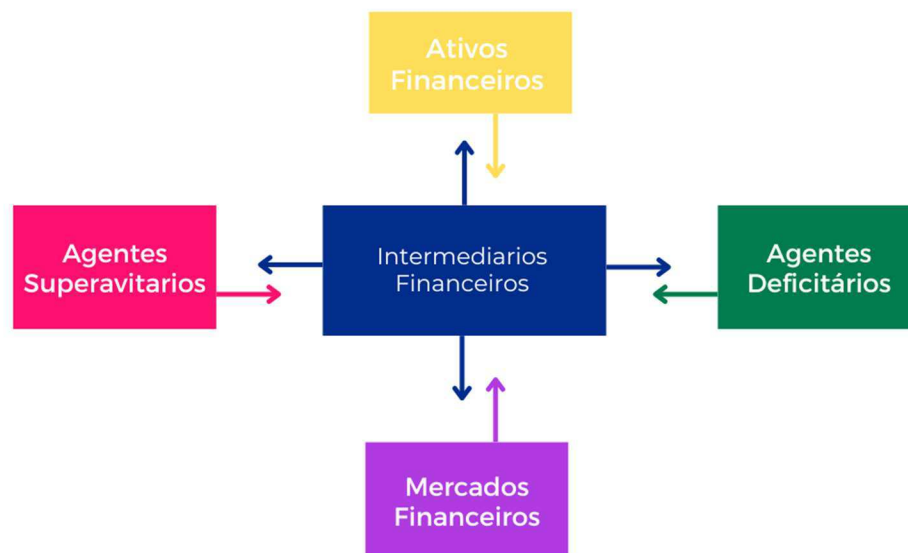 Ativos
Financeiros
Agentes
Superavitarios
Intermediarios
Financeiros
Agentes
Deficitários
Mercados
Financeiros